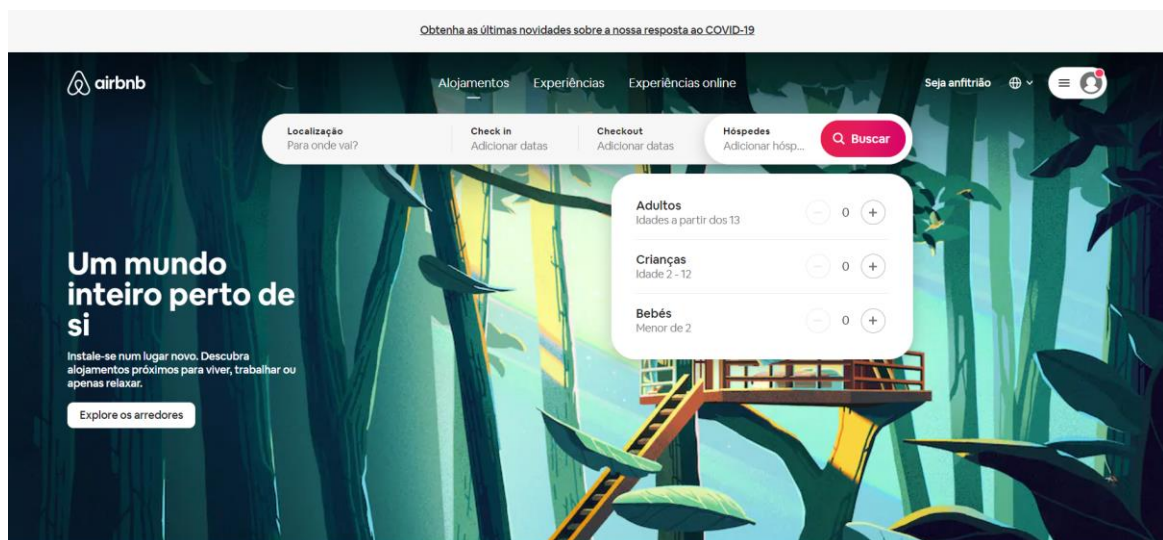 Obtenha as últimas novidades sobre a nossa resposta ao COVID-19
airbnb
Alojamentos Experiências Experiências online
Seja anfitrião
Localização Check in Checkout Hóspedes
Para onde vai? Adicionar datas Adicionar datas Adicionar hósp...
Buscar
Adultos
Idades a partir dos 13
0
Crianças
Idade 2 - 12
0
Bebés
Menor de 2
0
Um mundo
inteiro perto de
si
Instale-se num lugar novo. Descubra
alojamentos próximos para viver, trabalhar ou
apenas relaxar.
Explore os arredores